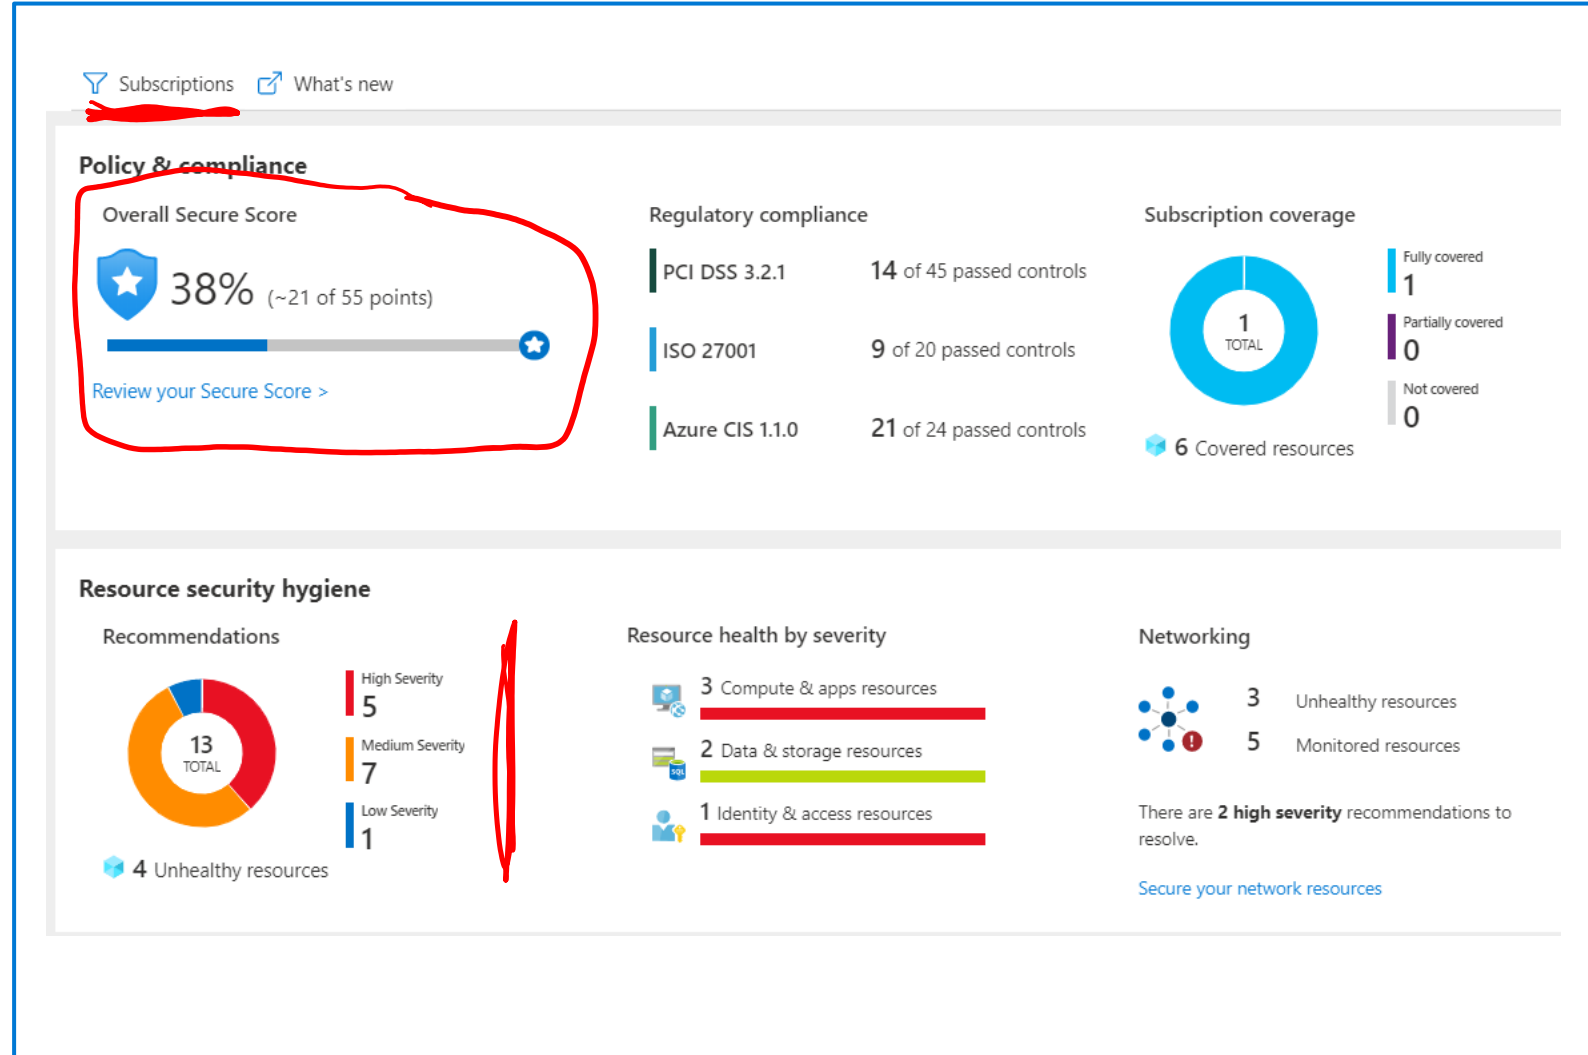 Subscriptions What's new
Policy & compliance
Overall Secure Score
38% (~21 of 55 points)
Review your Secure Score >
Regulatory compliance
PCI DSS 3.2.1 14 of 45 passed controls
ISO 27001 9 of 20 passed controls
Azure CIS 1.1.0 21 of 24 passed controls
Subscription coverage
1
TOTAL
Fully covered
1
Partially covered
0
Not covered
0
6 Covered resources
Resource security hygiene
Recommendations
13
TOTAL
High Severity
5
Medium Severity
7
Low Severity
1
4 Unhealthy resources
Resource health by severity
3 Compute & apps resources
2 Data & storage resources
SQL
1 Identity & access resources
Networking
3 Unhealthy resources
5 Monitored resources
There are 2 high severity recommendations to
resolve.
Secure your network resources